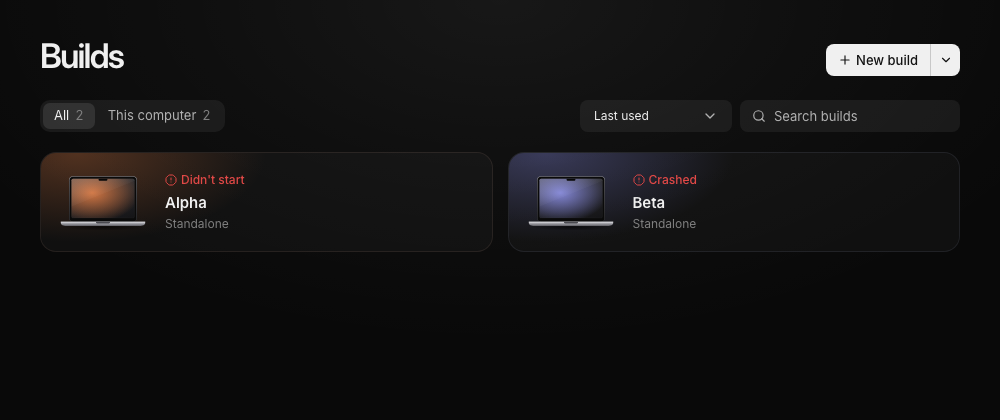 Builds
New build
All 2
This computer 2
Last used
Search builds
Didn't start
Alpha
Standalone
Crashed
Beta
Standalone